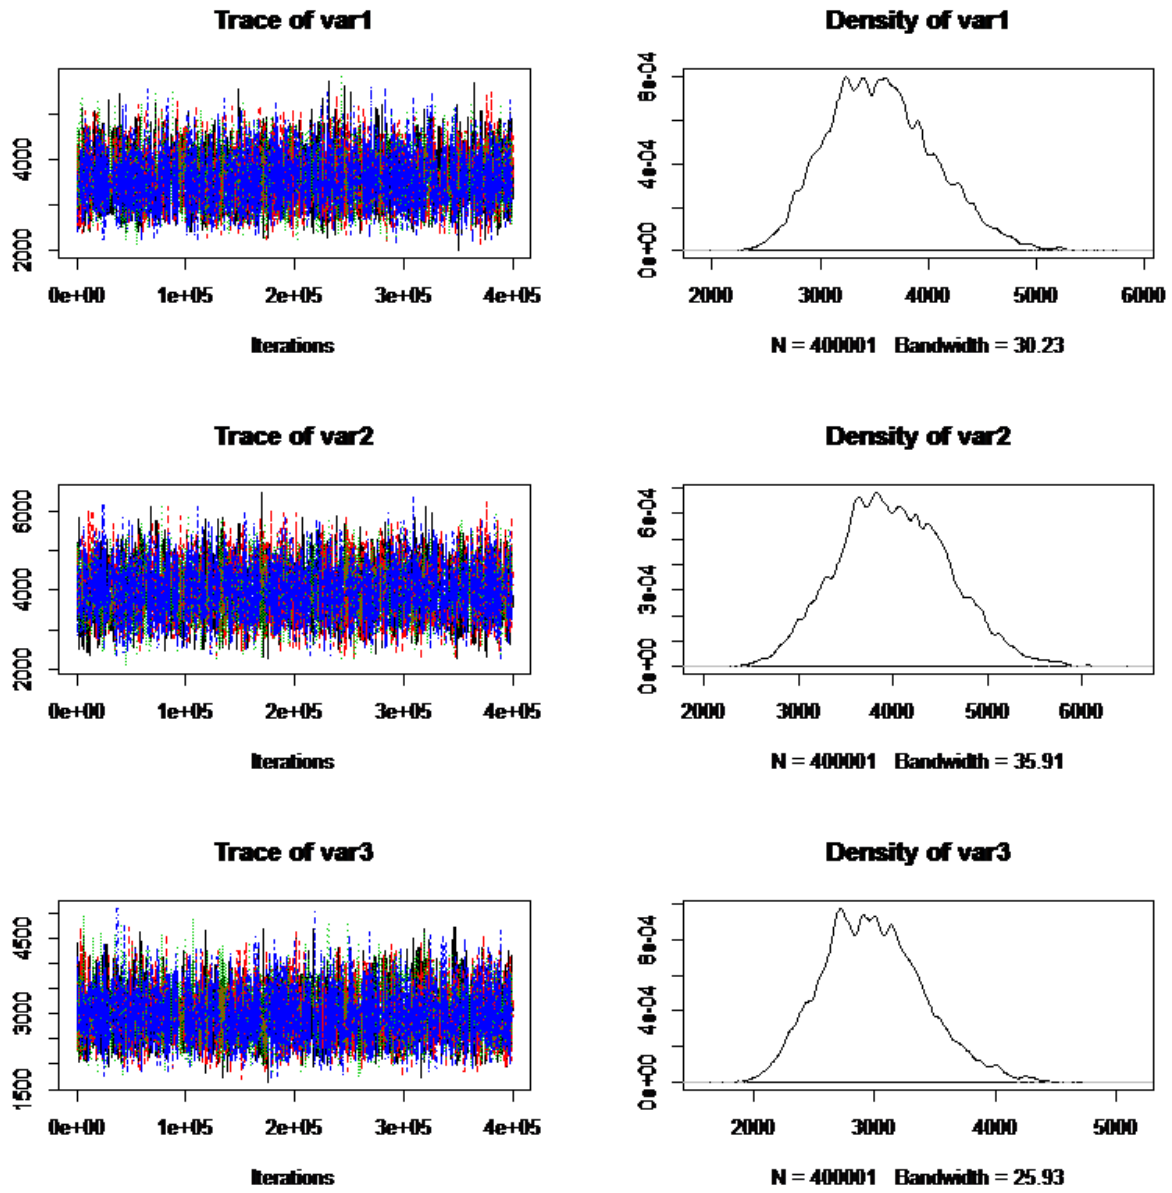 Trace of var1
Density of var1
2000 4000
0e+00 1e+05 2e+05 3e+05 4e+05
Iterations
0e+00 4e-04 8e-04
2000 3000 4000 5000 6000
N = 400001 Bandwidth = 30.23
Trace of var2
Density of var2
2000 4000 6000
0e+00 1e+05 2e+05 3e+05 4e+05
Iterations
0e+00 3e-04 6e-04
2000 3000 4000 5000 6000
N = 400001 Bandwidth = 35.91
Trace of var3
Density of var3
1500 3000 4500
0e+00 1e+05 2e+05 3e+05 4e+05
Iterations
0e+00 4e-04 8e-04
2000 3000 4000 5000
N = 400001 Bandwidth = 25.93